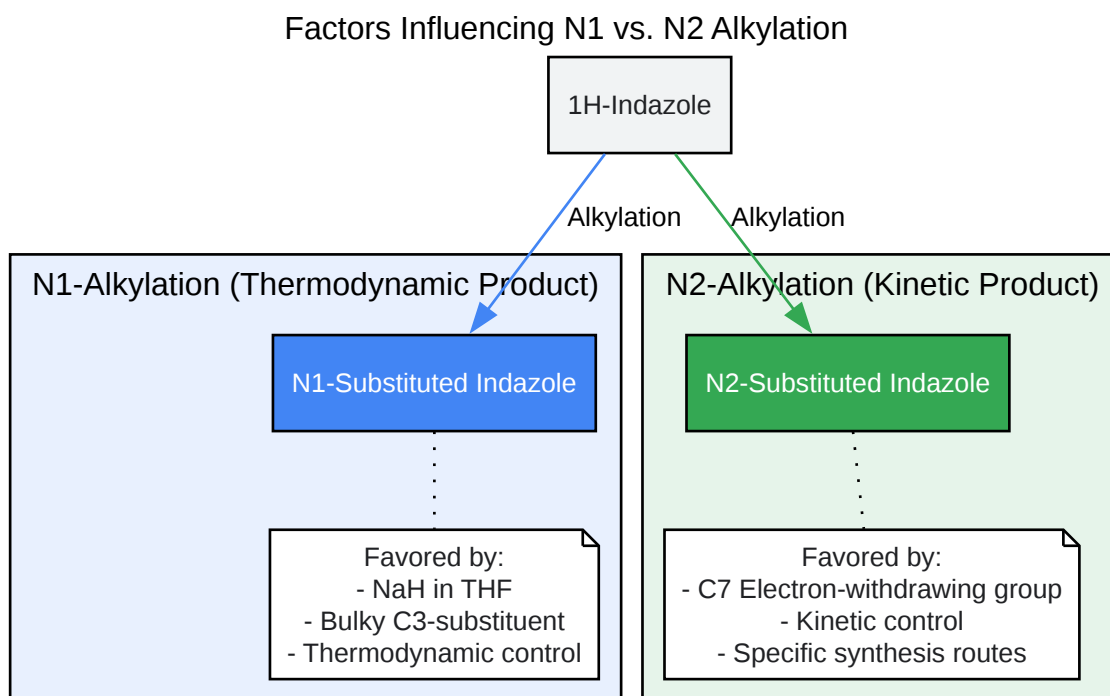 Factors Influencing N1 vs. N2 Alkylation
1H-Indazole
Alkylation
Alkylation
N1-Alkylation (Thermodynamic Product)
N1-Substituted Indazole
Favored by:
- NaH in THF
- Bulky C3-substituent
- Thermodynamic control
N2-Alkylation (Kinetic Product)
N2-Substituted Indazole
Favored by:
- C7 Electron-withdrawing group
- Kinetic control
- Specific synthesis routes